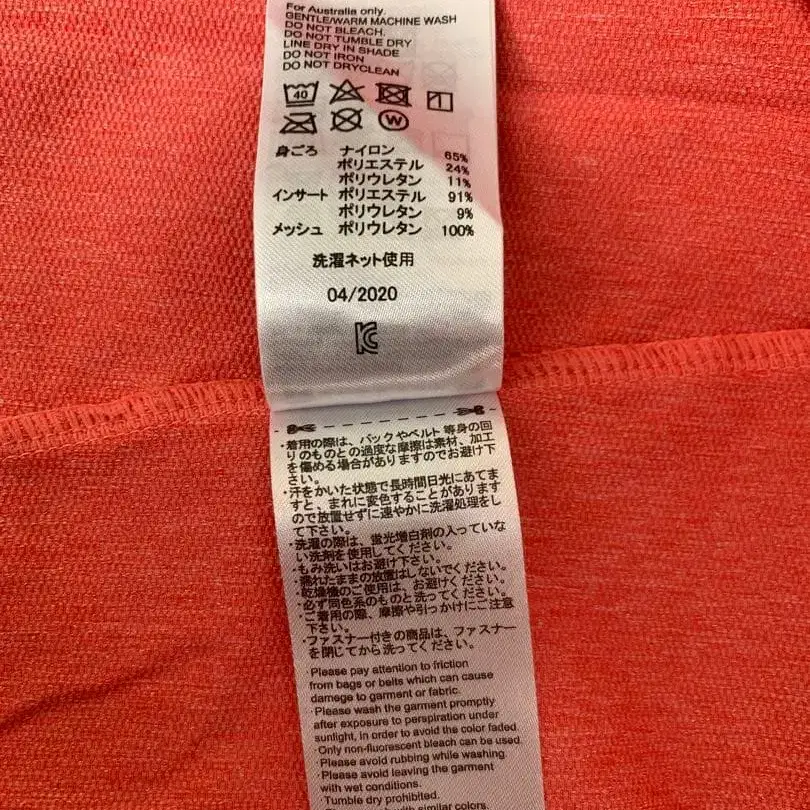 For Australia only.
GENTLE/WARM MACHINE WASH
DO NOT BLEACH.
DO NOT TUMBLE DRY
LINE DRY IN SHADE
DO NOT IRON
DO NOT DRYCLEAN
40
W
身ごろ ナイロン 65%
ポリエステル 24%
ポリウレタン 11%
インサート ポリエステル 91%
ポリウレタン 9%
メッシュ ポリウレタン 100%
洗濯ネット使用
04/2020
KC
・着用の際は、バックやベルト等身の回
りのものとの過度な摩擦は素材、加工
を傷める場合がありますのでお避け下
さい。
・汗をかいた状態で長時間日光にあてま
すと、まれに変色することがあります
ので放置せずに速やかに洗濯処理をし
て下さい。
・洗濯の際は、蛍光増白剤の入っていな
い洗剤を使用してください。
・もみ洗いはお避け下さい。
・濡れたままの放置はしないでください。
・乾燥機のご使用は、お避けください。
・必ず同色系のものと洗ってください。
・ご着用の際、摩擦や引っかけにご注意
下さい。
・ファスナー付きの商品は、ファスナー
を閉じてから洗ってください。
Please pay attention to friction
from bags or belts which can cause
damage to garment or fabric.
·Please wash the garment promptly
after exposure to perspiration under
sunlight, in order to avoid the color faded.
·Only non-fluorescent bleach can be used.
·Please avoid rubbing while washing.
·Please avoid leaving the garment
with wet conditions.
·Tumble dry prohibited.
with similar colors.